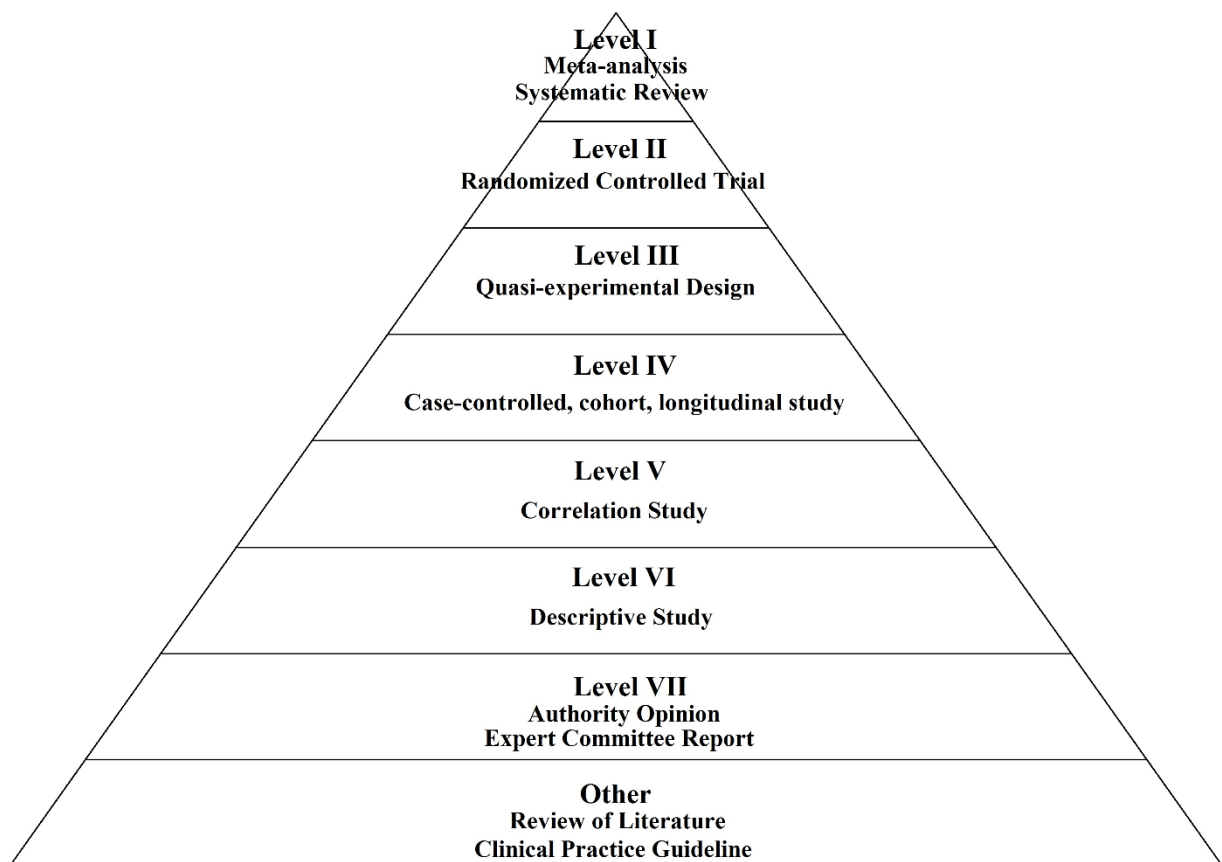 Level I
Meta-analysis
Systematic Review
Level II
Randomized Controlled Trial
Level III
Quasi-experimental Design
Level IV
Case-controlled, cohort, longitudinal study
Level V
Correlation Study
Level VI
Descriptive Study
Level VII
Authority Opinion
Expert Committee Report
Other
Review of Literature
Clinical Practice Guideline